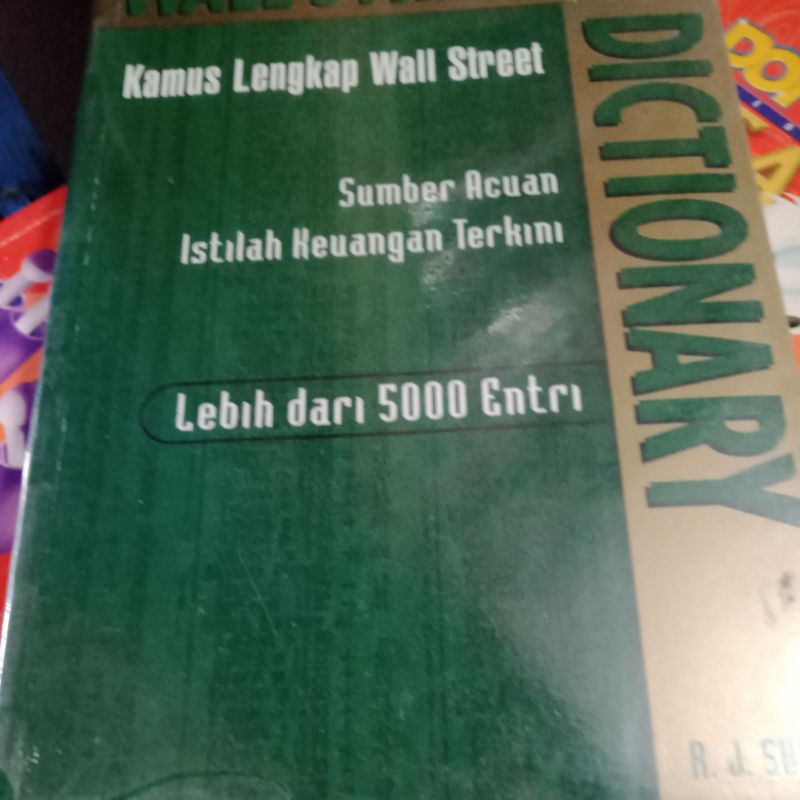 Kamus Lengkap Wall Street
Sumber Acuan
Istilah Keuangan Terkini
Lebih dari 5000 Entri
DICTIONARY
R. J.